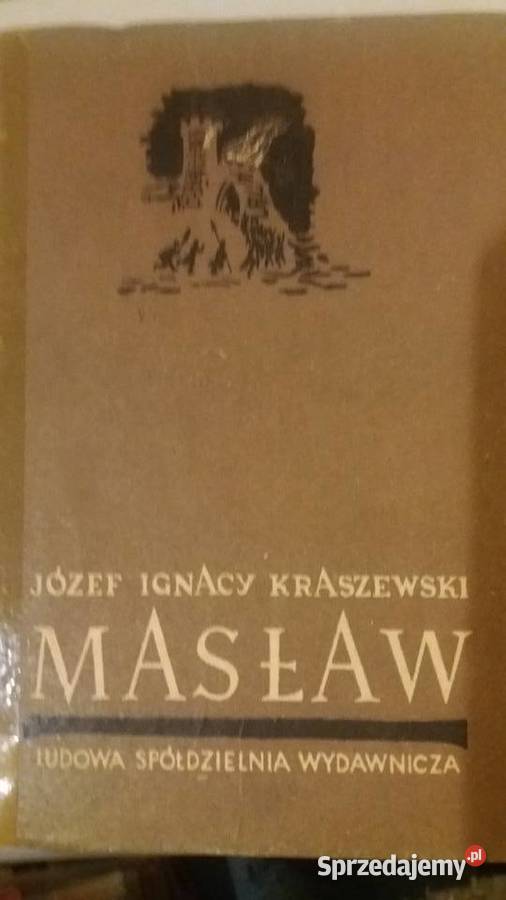 JÓZEF IGNACY KRASZEWSKI
MASŁAW
LUDOWA SPÓŁDZIELNIA WYDAWNICZA
Sprzedajemy.pl